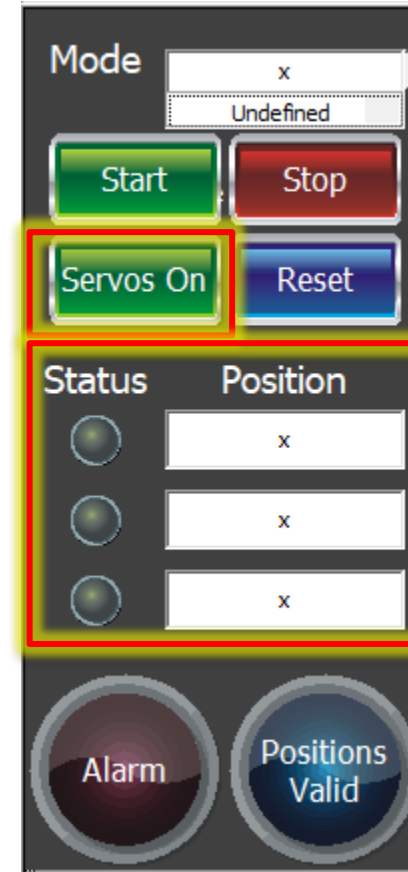 Mode
x
Undefined
Start
Stop
Servos On
Reset
Status Position
x
x
x
Alarm
Positions
Valid